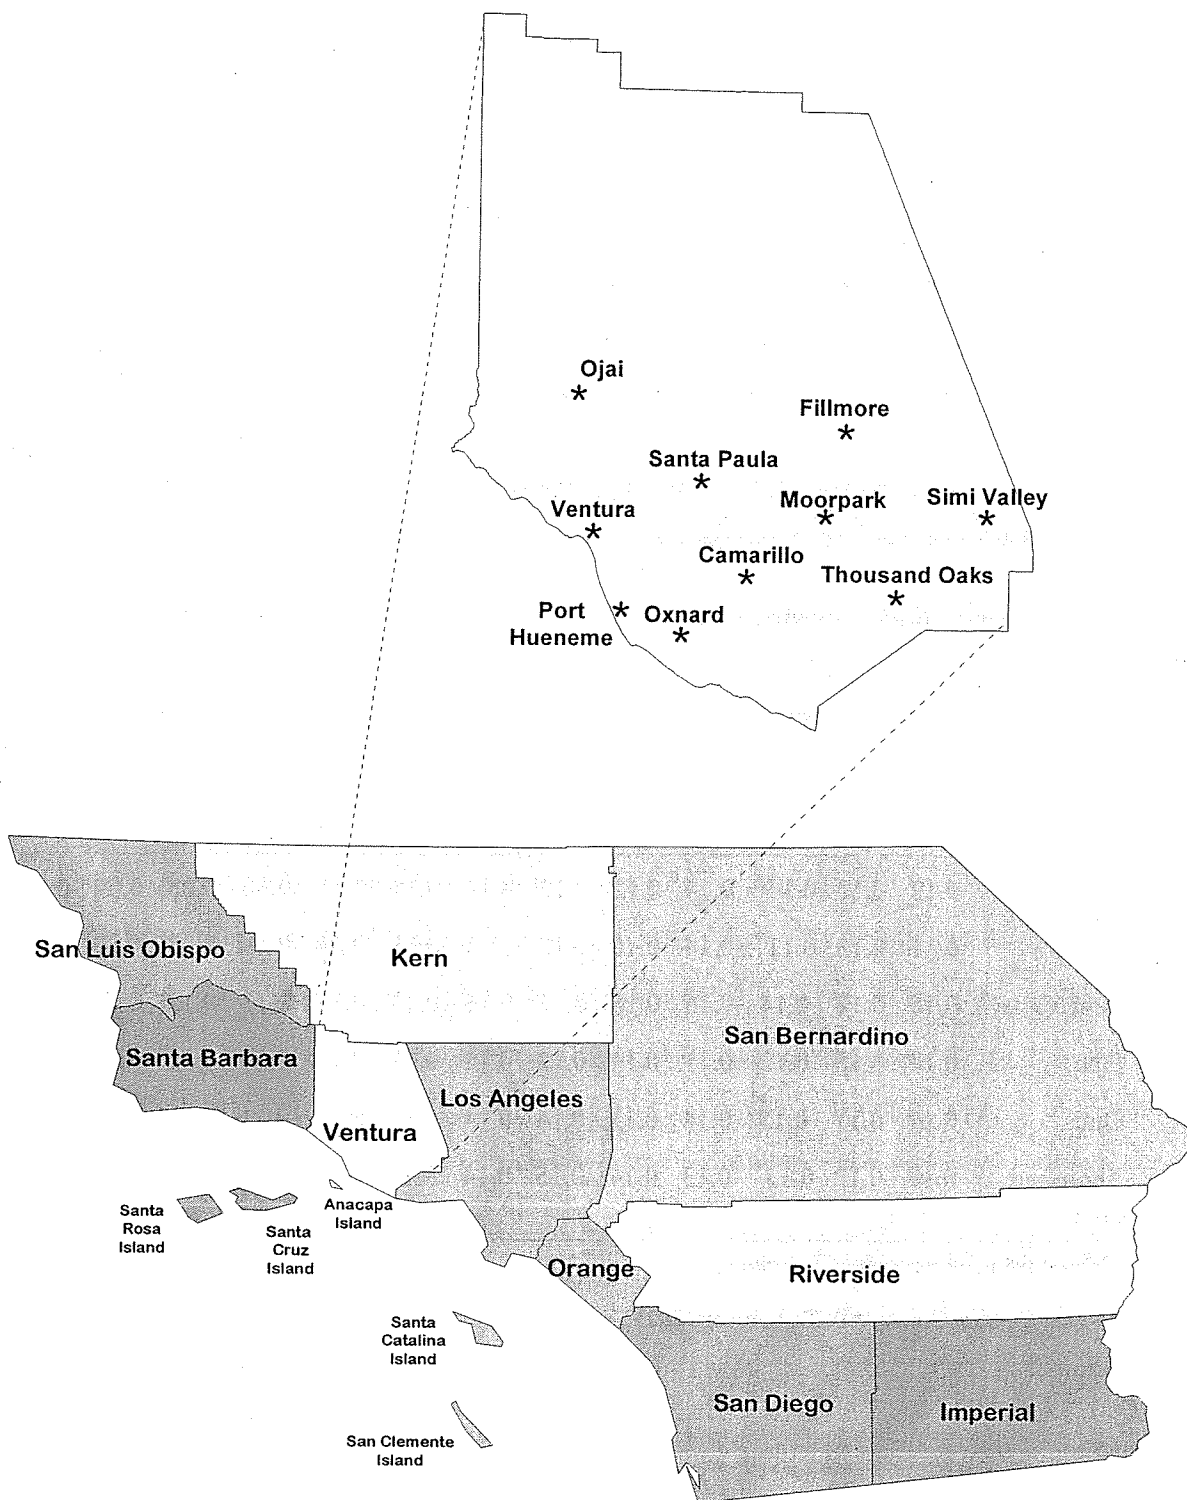 Ojai
Fillmore
Santa Paula
Moorpark
Simi Valley
Ventura
Camarillo
Thousand Oaks
Port
Hueneme
Oxnard
San Luis Obispo
Kern
San Bernardino
Santa Barbara
Los Angeles
Ventura
Santa
Rosa
Island
Santa
Cruz
Island
Anacapa
Island
Orange
Riverside
Santa
Catalina
Island
San Diego
Imperial
San Clemente
Island